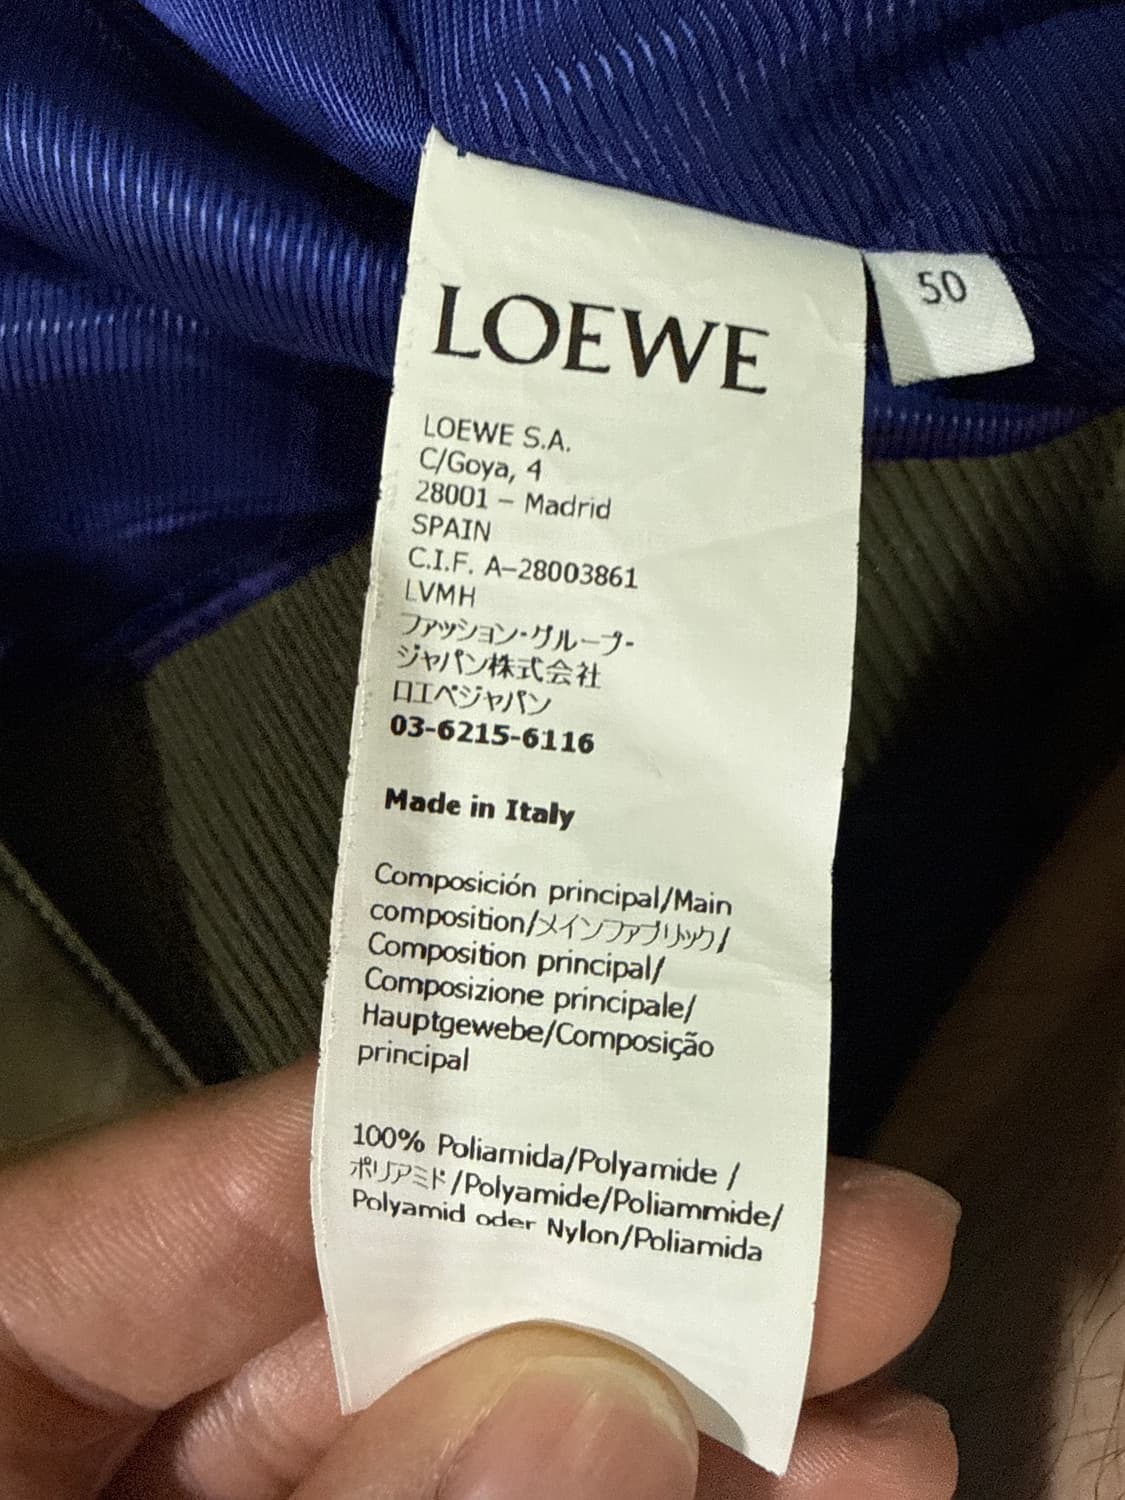 LOEWE
50
LOEWE S.A.
C/Goya, 4
28001 – Madrid
SPAIN
C.I.F. A–28003861
LVMH
ファッション・グループ・
ジャパン株式会社
ロエベジャパン
03-6215-6116
Made in Italy
Composición principal/Main
composition/メインファブリック/
Composition principal/
Composizione principale/
Hauptgewebe/Composição
principal
100% Poliamida/Polyamide /
ポリアミド/Polyamide/Poliammide/
Polyamid oder Nylon/Poliamida